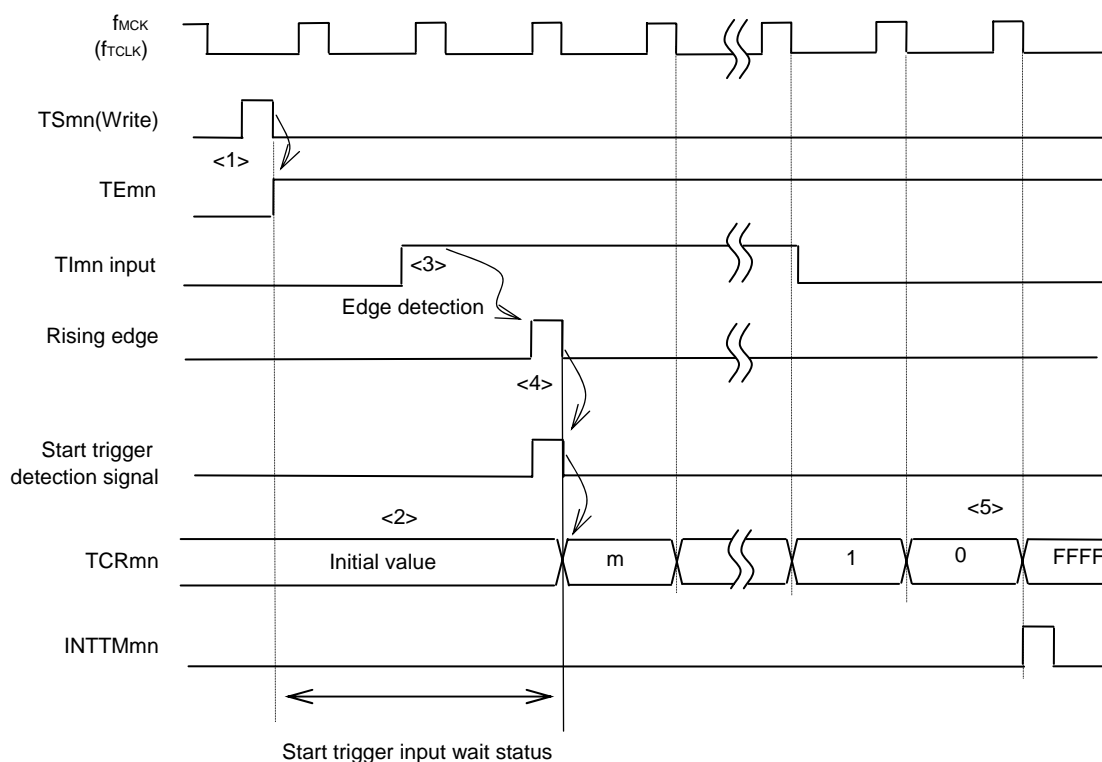 fMCK
(fTCLK)
TSmn(Write)
<1>
TEmn
TImn input
<3>
Edge detection
Rising edge
<4>
Start trigger
detection signal
<2>
<5>
TCRmn
Initial value
m
1
0
FFFF
INTTMmn
Start trigger input wait status